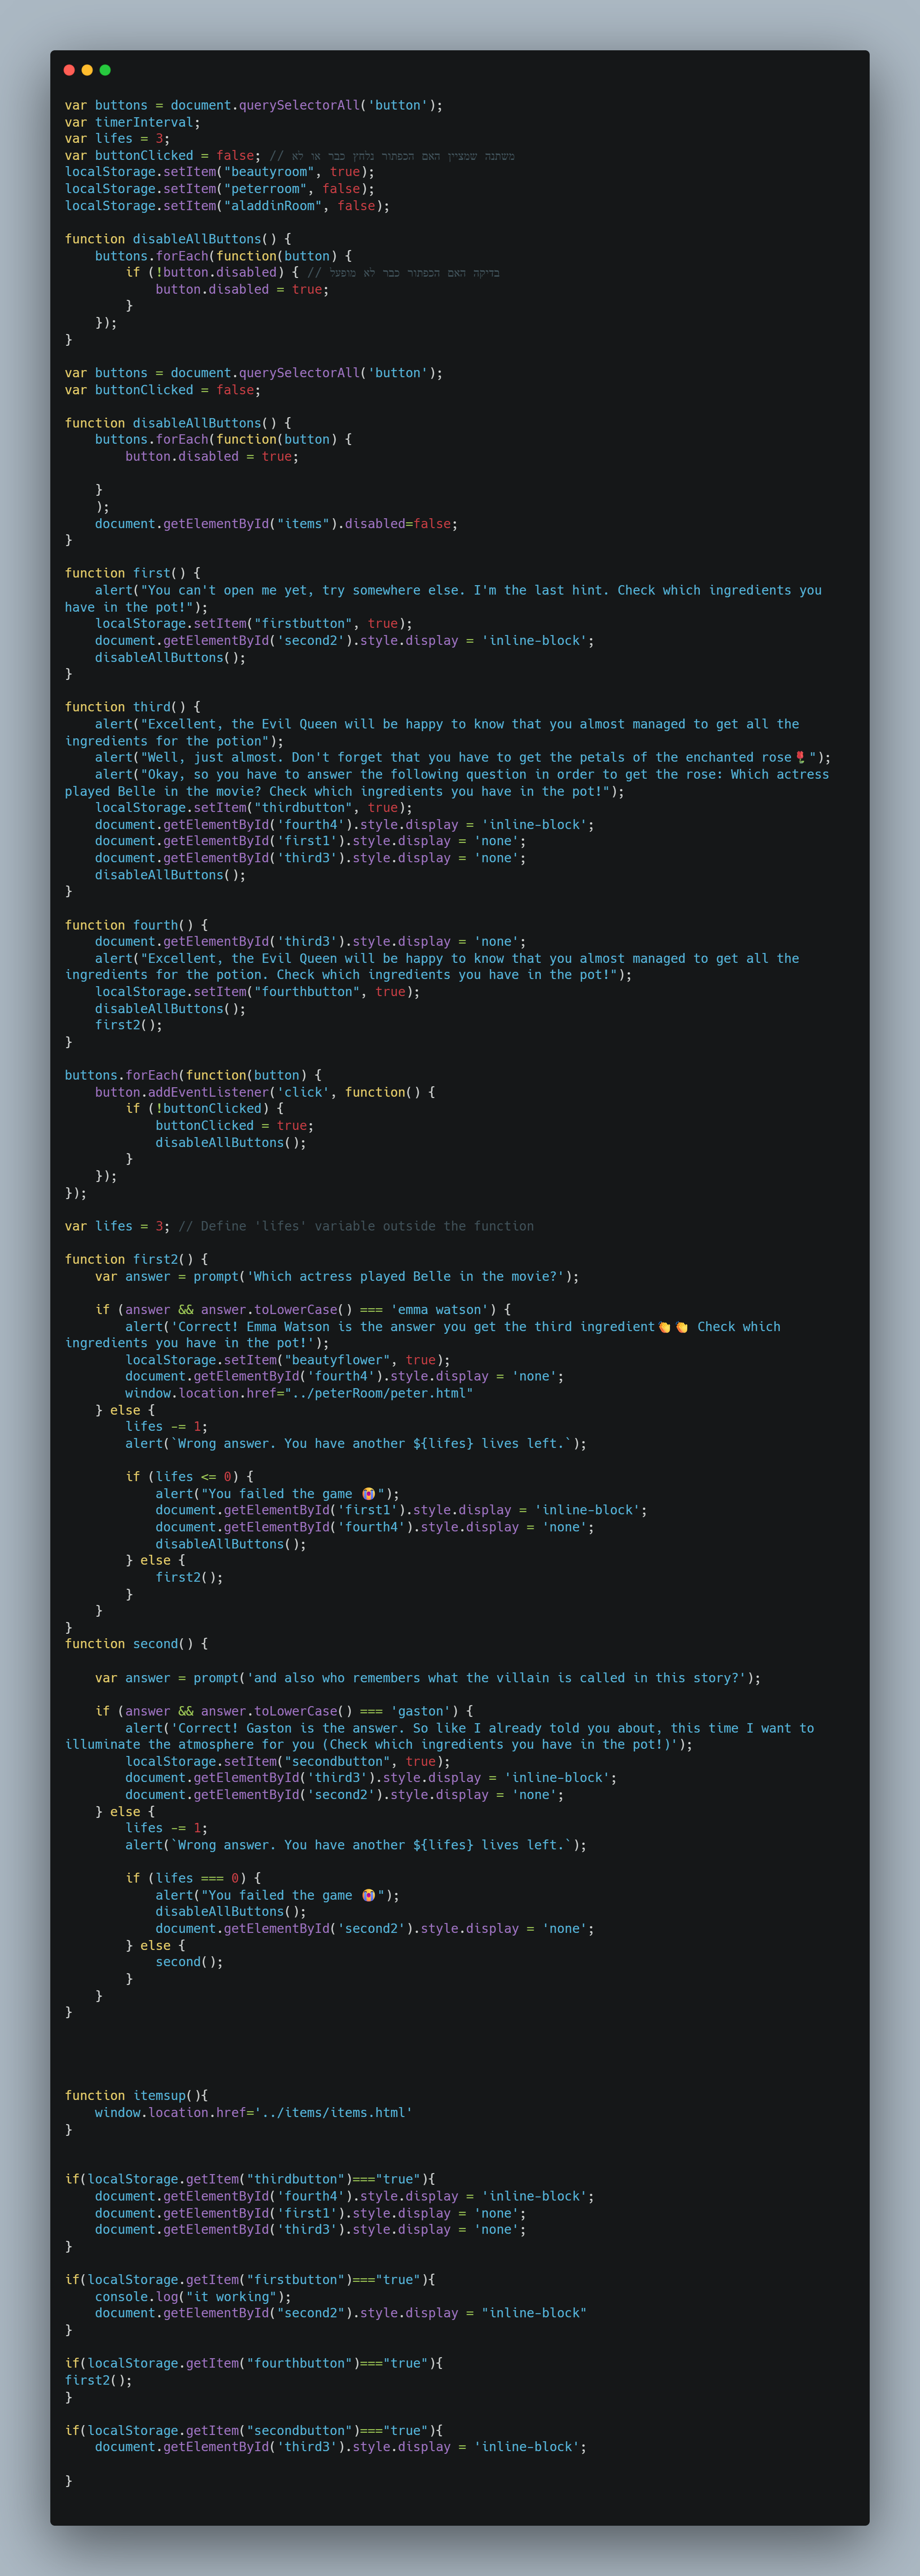 var buttons = document.querySelectorAll('button');
var timerInterval;
var lifes = 3;
var buttonClicked = false; // משתנה שמציין האם הכפתור נלחץ כבר או לא
localStorage.setItem("beautyroom", true);
localStorage.setItem("peterroom", false);
localStorage.setItem("aladdinRoom", false);

function disableAllButtons() {
    buttons.forEach(function(button) {
        if (!button.disabled) { // בדיקה האם הכפתור כבר לא מופעל
            button.disabled = true;
        }
    });
}

var buttons = document.querySelectorAll('button');
var buttonClicked = false;

function disableAllButtons() {
    buttons.forEach(function(button) {
        button.disabled = true;

    }
    );
    document.getElementById("items").disabled=false;
}

function first() {
    alert("You can't open me yet, try somewhere else. I'm the last hint. Check which ingredients you
have in the pot!");
    localStorage.setItem("firstbutton", true);
    document.getElementById('second2').style.display = 'inline-block';
    disableAllButtons();
}

function third() {
    alert("Excellent, the Evil Queen will be happy to know that you almost managed to get all the
ingredients for the potion");
    alert("Well, just almost. Don't forget that you have to get the petals of the enchanted rose🌹");
    alert("Okay, so you have to answer the following question in order to get the rose: Which actress
played Belle in the movie? Check which ingredients you have in the pot!");
    localStorage.setItem("thirdbutton", true);
    document.getElementById('fourth4').style.display = 'inline-block';
    document.getElementById('first1').style.display = 'none';
    document.getElementById('third3').style.display = 'none';
    disableAllButtons();
}

function fourth() {
    document.getElementById('third3').style.display = 'none';
    alert("Excellent, the Evil Queen will be happy to know that you almost managed to get all the
ingredients for the potion. Check which ingredients you have in the pot!");
    localStorage.setItem("fourthbutton", true);
    disableAllButtons();
    first2();
}

buttons.forEach(function(button) {
    button.addEventListener('click', function() {
        if (!buttonClicked) {
            buttonClicked = true;
            disableAllButtons();
        }
    });
});

var lifes = 3; // Define 'lifes' variable outside the function

function first2() {
    var answer = prompt('Which actress played Belle in the movie?');

    if (answer && answer.toLowerCase() === 'emma watson') {
        alert('Correct! Emma Watson is the answer you get the third ingredient👏👏 Check which
ingredients you have in the pot!');
        localStorage.setItem("beautyflower", true);
        document.getElementById('fourth4').style.display = 'none';
        window.location.href="../peterRoom/peter.html"
    } else {
        lifes -= 1;
        alert(`Wrong answer. You have another ${lifes} lives left.`);

        if (lifes <= 0) {
            alert("You failed the game 😭");
            document.getElementById('first1').style.display = 'inline-block';
            document.getElementById('fourth4').style.display = 'none';
            disableAllButtons();
        } else {
            first2();
        }
    }
}
function second() {

    var answer = prompt('and also who remembers what the villain is called in this story?');

    if (answer && answer.toLowerCase() === 'gaston') {
        alert('Correct! Gaston is the answer. So like I already told you about, this time I want to
illuminate the atmosphere for you (Check which ingredients you have in the pot!)');
        localStorage.setItem("secondbutton", true);
        document.getElementById('third3').style.display = 'inline-block';
        document.getElementById('second2').style.display = 'none';
    } else {
        lifes -= 1;
        alert(`Wrong answer. You have another ${lifes} lives left.`);

        if (lifes === 0) {
            alert("You failed the game 😭");
            disableAllButtons();
            document.getElementById('second2').style.display = 'none';
        } else {
            second();
        }
    }
}

function itemsup(){
    window.location.href='../items/items.html'
}

if(localStorage.getItem("thirdbutton")==="true"){
    document.getElementById('fourth4').style.display = 'inline-block';
    document.getElementById('first1').style.display = 'none';
    document.getElementById('third3').style.display = 'none';
}

if(localStorage.getItem("firstbutton")==="true"){
    console.log("it working");
    document.getElementById("second2").style.display = "inline-block"
}

if(localStorage.getItem("fourthbutton")==="true"){
first2();
}

if(localStorage.getItem("secondbutton")==="true"){
    document.getElementById('third3').style.display = 'inline-block';

}